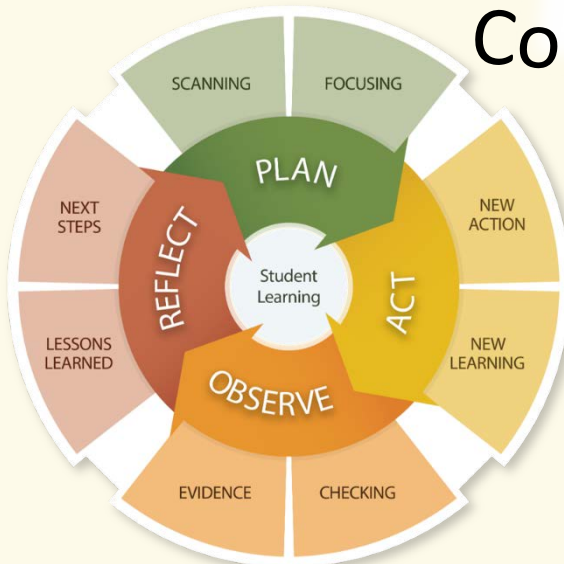 Co
SCANNING
FOCUSING
PLAN
NEXT
STEPS
NEW
ACTION
REFLECT
Student
Learning
ACT
LESSONS
LEARNED
NEW
LEARNING
OBSERVE
EVIDENCE
CHECKING